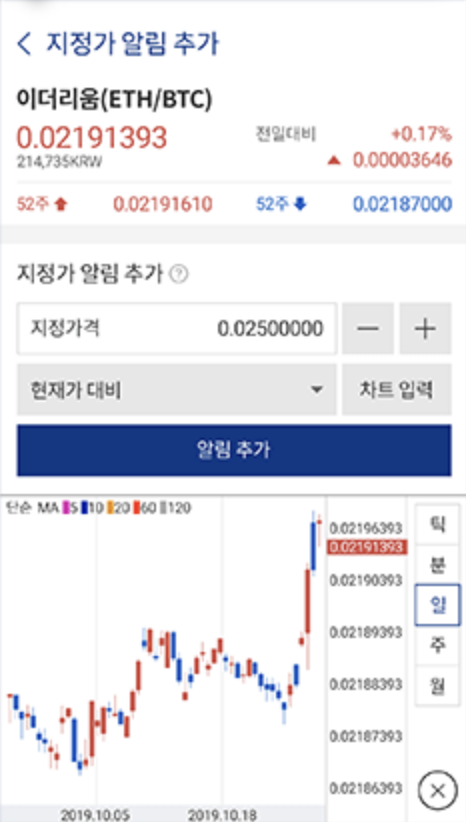 지정가 알림 추가
이더리움(ETH/BTC)
0.02191393 전일대비 +0.17%
214,735KRW ▲ 0.00003646
52주 0.02191610 52주 0.02187000
지정가 알림 추가 ?
지정가격 0.02500000 − +
현재가 대비 차트 입력
알림 추가
단순 MA 5 10 20 60 120
0.02196393
0.02191393
0.02190393
0.02189393
0.02188393
0.02187393
0.02186393
2019.10.05 2019.10.18
틱
분
일
주
월